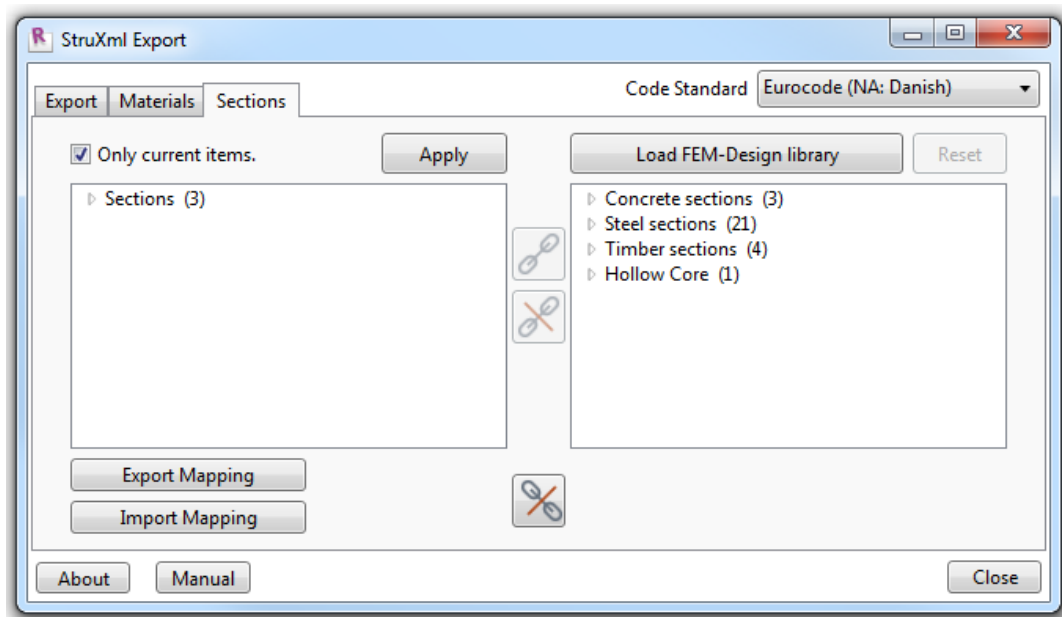 StruXml Export
Export Materials Sections
Code Standard Eurocode (NA: Danish)
Only current items. Apply Load FEM-Design library Reset
Sections (3)
Concrete sections (3)
Steel sections (21)
Timber sections (4)
Hollow Core (1)
Export Mapping
Import Mapping
About Manual Close